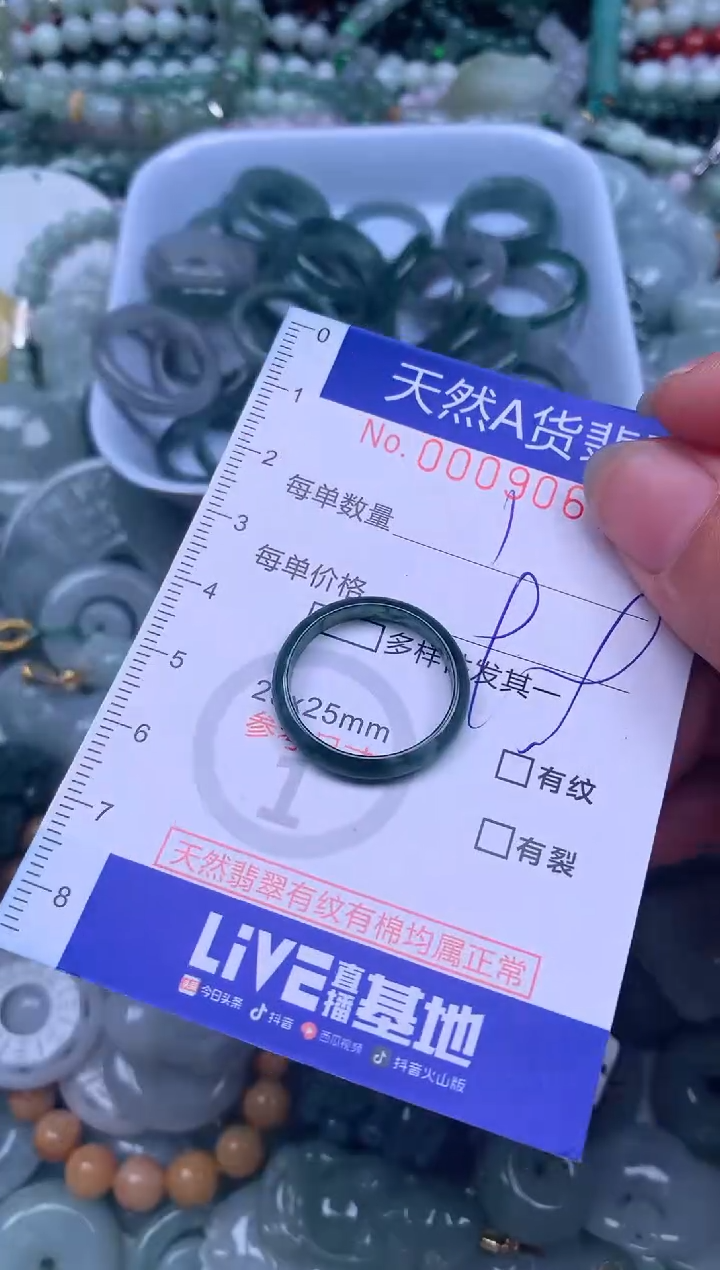 0
1
2
3
4
5
6
7
8
天然A货翡
No. 000906
每单数量
每单价格
多样 发其一
x25mm
1
有纹
有裂
天然翡翠有纹有棉均属正常
LiVE直播基地
今日头条 抖音 西瓜视频 抖音火山版